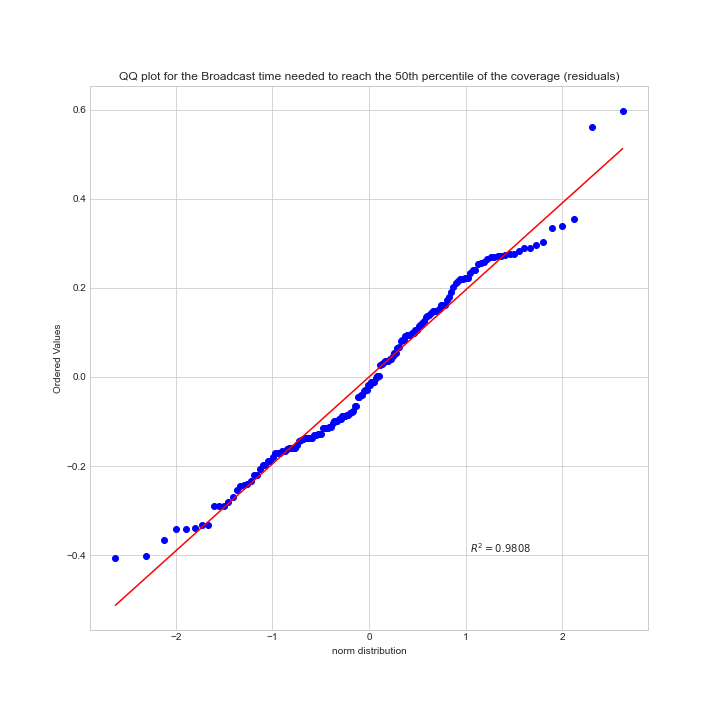 QQ plot for the Broadcast time needed to reach the 50th percentile of the coverage (residuals)
0.6
0.4
0.2
0.0
−0.2
−0.4
Ordered Values
R² = 0.9808
−2
−1
0
1
2
norm distribution